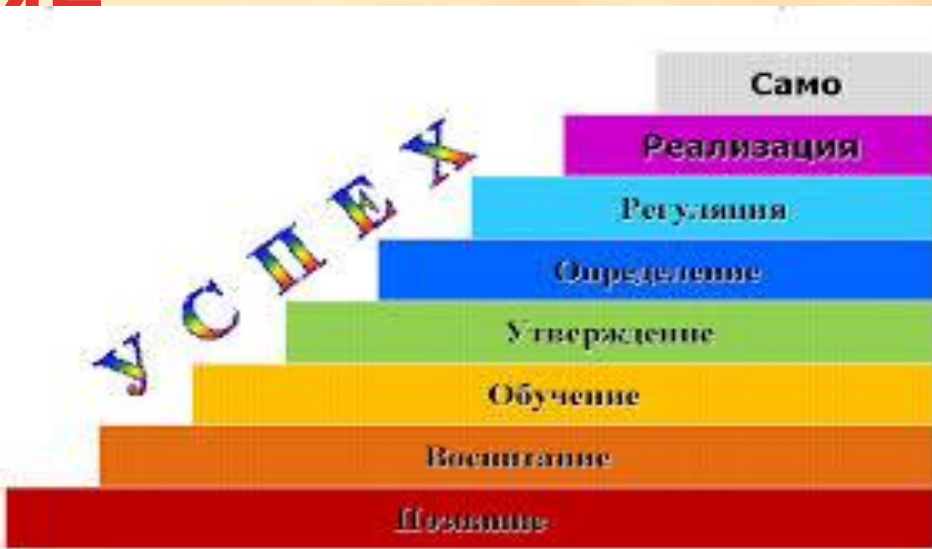 Само
Реализация
УСПЕХ
Регуляция
Определение
Утверждение
Обучение
Воспитание
Познание